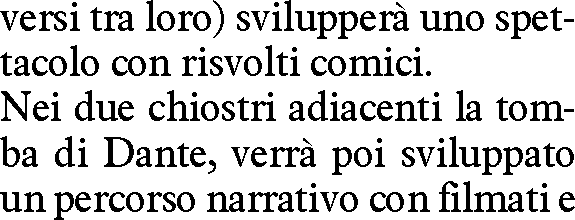 versi tra loro) svilupperà uno spet-
tacolo con risvolti comici.
Nei due chiostri adiacenti la tom-
ba di Dante, verrà poi sviluppato
un percorso narrativo con filmati e